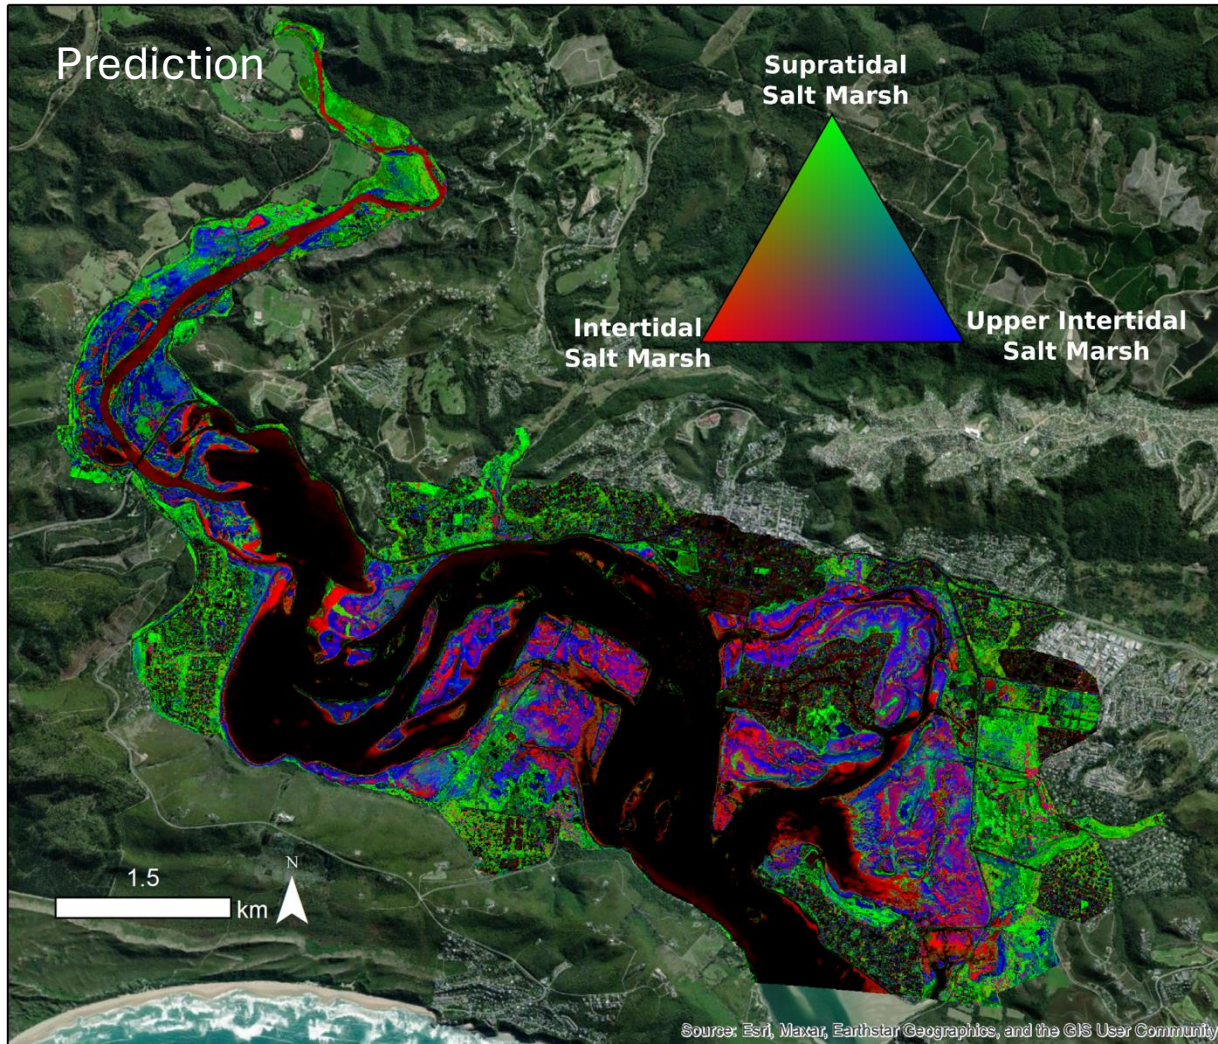 Prediction
Supratidal
Salt Marsh
Intertidal
Salt Marsh
Upper Intertidal
Salt Marsh
1.5
km
N
Source: Esri, Maxar, Earthstar Geographics, and the GIS User Community